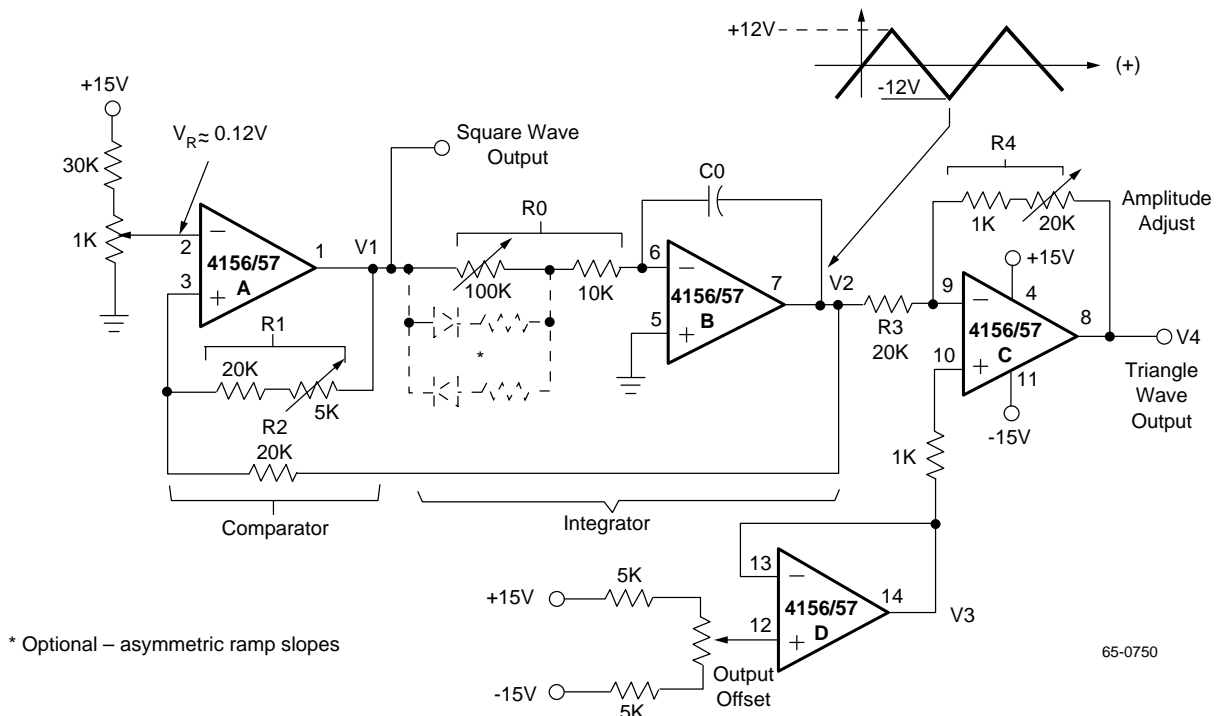 +12V
(+)
-12V
+15V
V_R ≈ 0.12V
Square Wave
Output
30K
1K
2
3
1
4156/57
A
V1
R0
100K
10K
*
C0
6
5
7
4156/57
B
V2
R4
1K
20K
Amplitude
Adjust
R3
20K
9
10
+15V
4
4156/57
C
8
11
-15V
V4
Triangle
Wave
Output
R1
20K
5K
R2
20K
1K
Comparator
Integrator
+15V
5K
-15V
5K
Output
Offset
13
12
4156/57
D
14
V3
* Optional – asymmetric ramp slopes
65-0750